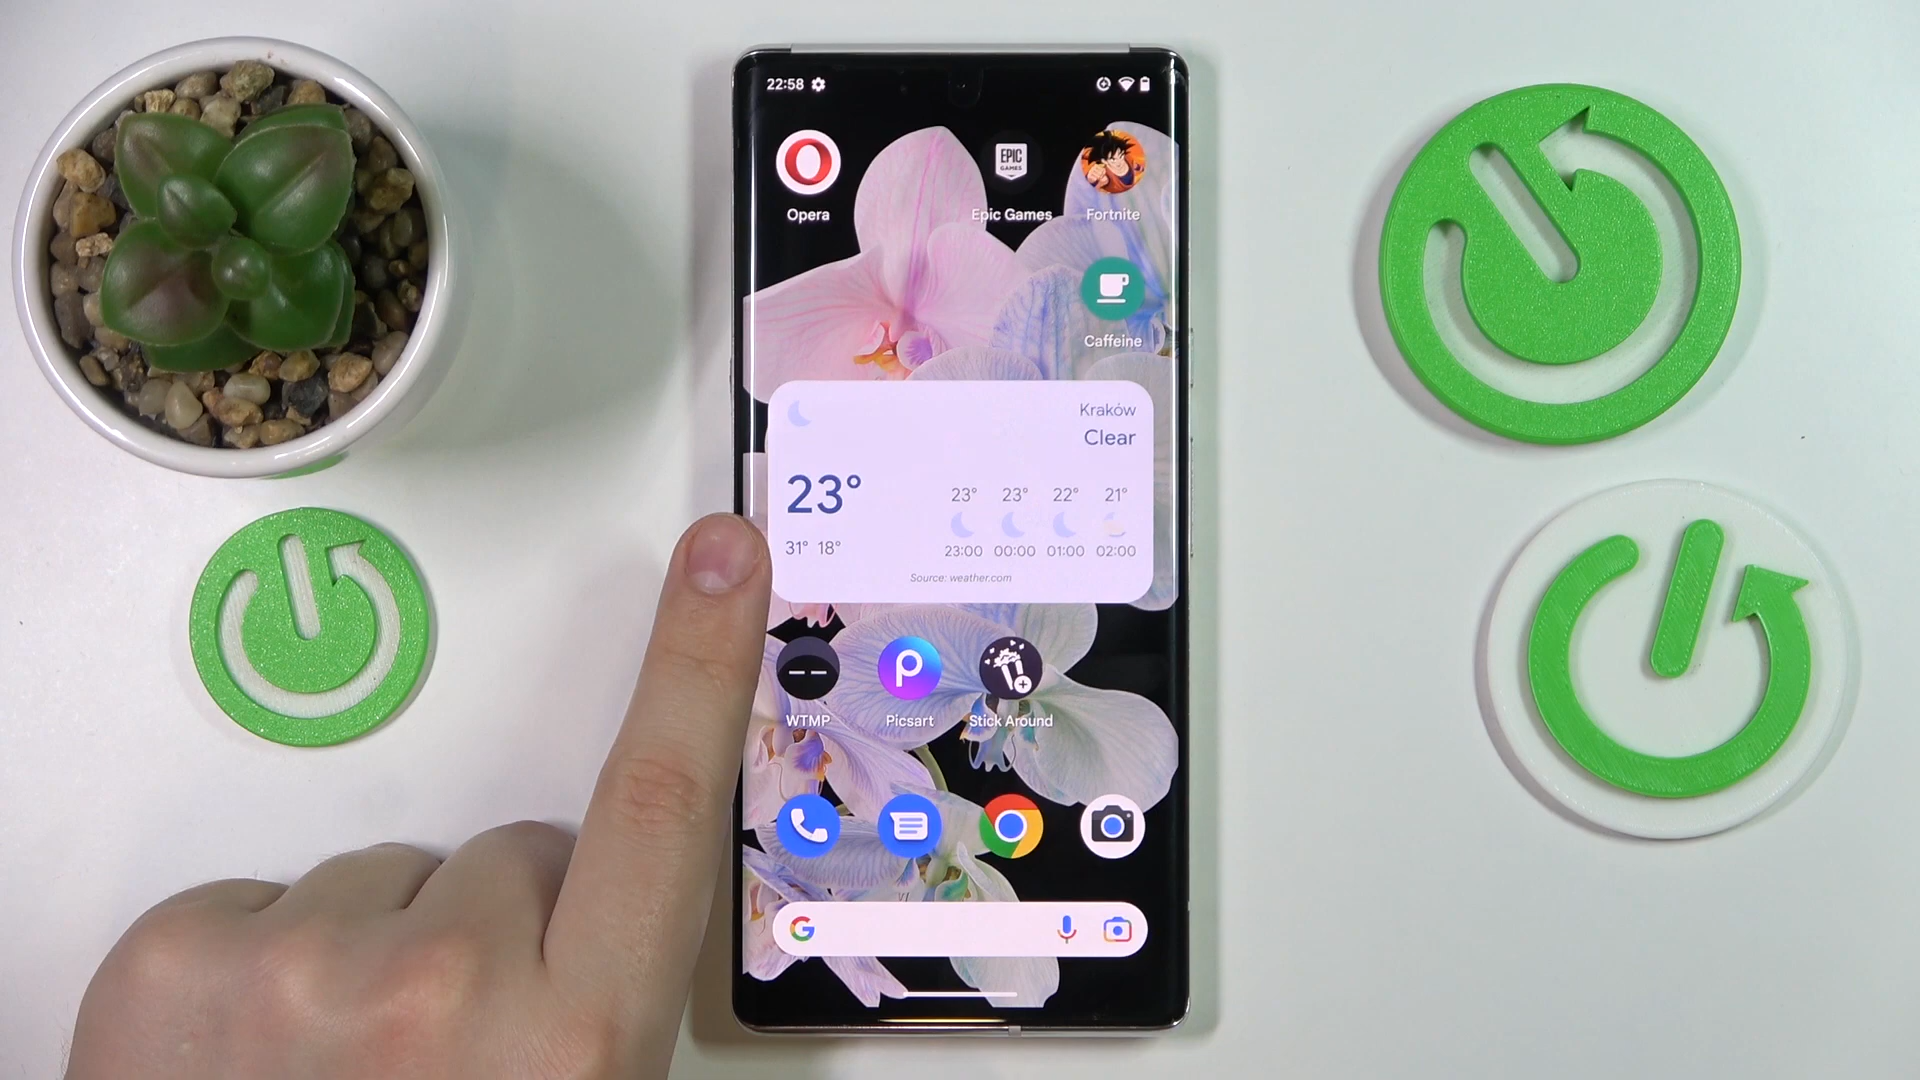 22:58
Opera
EPIC
GAMES
Epic Games
Fortnite
Caffeine
Kraków
Clear
23°
23° 23° 22° 21°
31° 18°
23:00 00:00 01:00 02:00
Source: weather.com
WTMP
Picsart
Stick Around
G